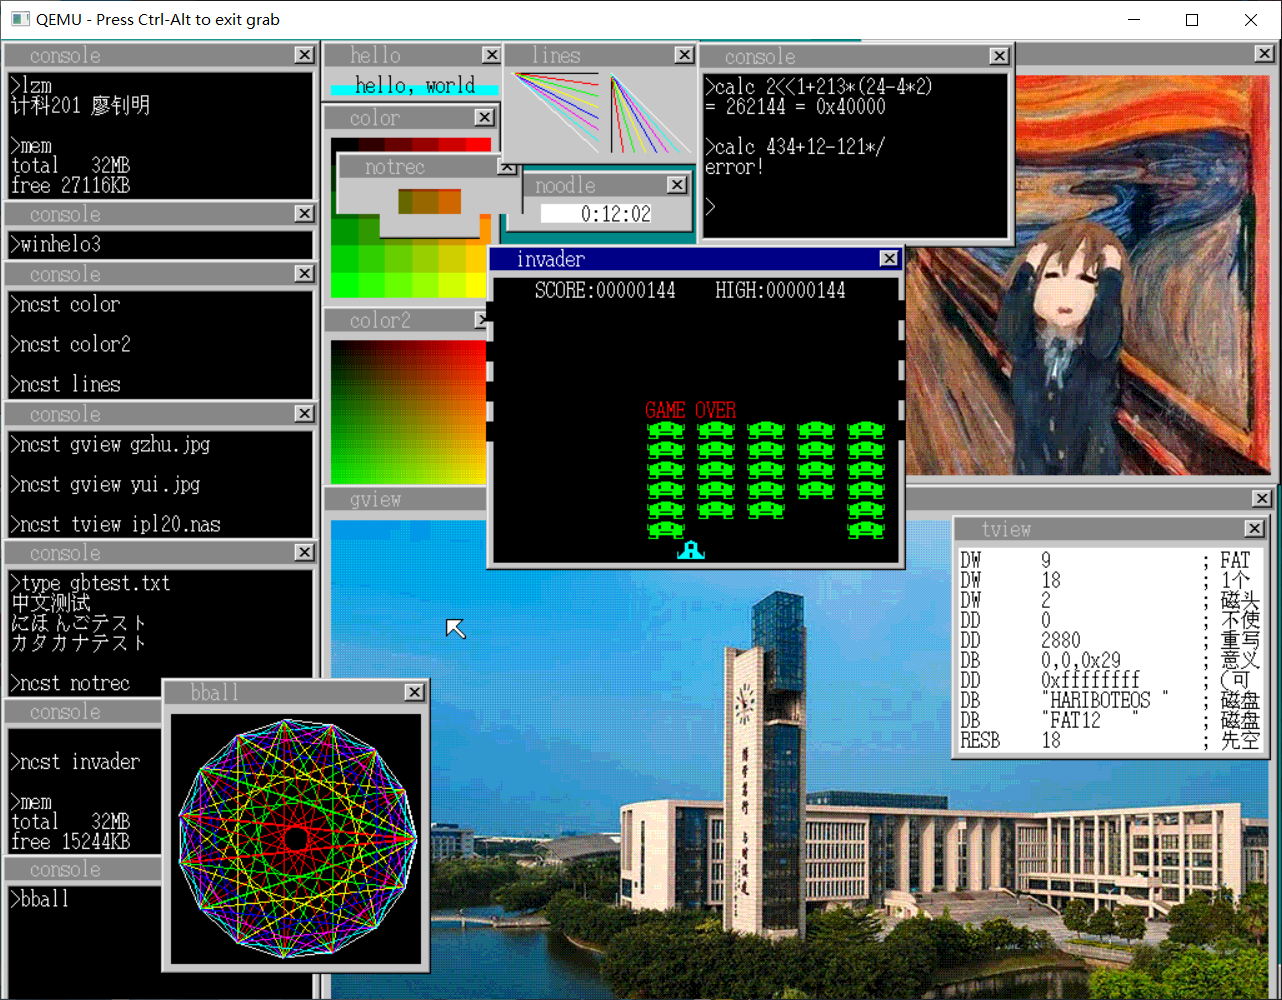 QEMU - Press Ctrl-Alt to exit grab
console
>lzm
计科201 廖钊明
>mem
total 32MB
free 27116KB
console
>winhelo3
console
>ncst color
>ncst color2
>ncst lines
console
>ncst gview gzhu.jpg
>ncst gview yui.jpg
>ncst tview ipl20.nas
console
>type gbtest.txt
中文测试
にほんごテスト
カタカナテスト
>ncst notrec
console
>ncst invader
>mem
total 32MB
free 15244KB
console
>bball
bball
hello
hello, world
color
notrec
color2
gview
lines
noodle
0:12:02
console
>calc 2<<1+213*(24-4*2)
= 262144 = 0x40000
>calc 434+12-121*/
error!
>
invader
SCORE:00000144 HIGH:00000144
GAME OVER
tview
DW 9 ; FAT
DW 18 ; 1个
DW 2 ; 磁头
DD 0 ; 不使
DD 2880 ; 重写
DB 0,0,0x29 ; 意义
DD 0xffffffff ; (可
DB "HARIBOTEOS " ; 磁盘
DB "FAT12   " ; 磁盘
RESB 18 ; 先空